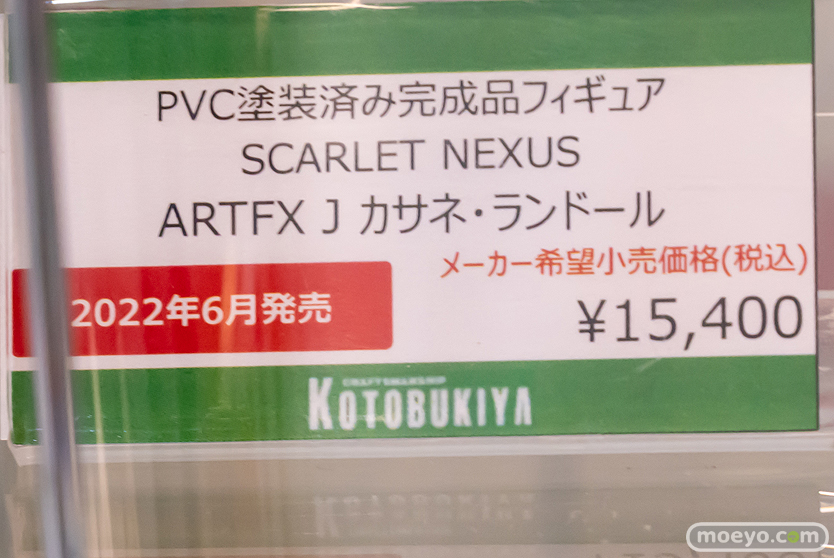 PVC塗装済み完成品フィギュア
SCARLET NEXUS
ARTFX J カサネ・ランドール
メーカー希望小売価格(税込)
2022年6月発売
¥15,400
CRAFTSMANSHIP
KOTOBUKIYA
KOTOBUKIYA
moeyo.com